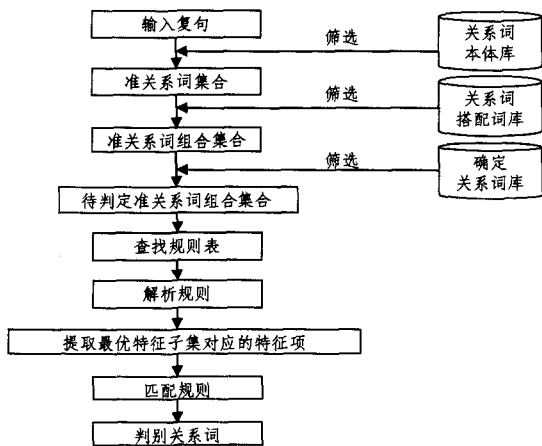 输入复句
筛选
关系词
本体库
准关系词集合
筛选
关系词
搭配词库
准关系词组合集合
筛选
确定
关系词库
待判定准关系词组合集合
查找规则表
解析规则
提取最优特征子集对应的特征项
匹配规则
判别关系词